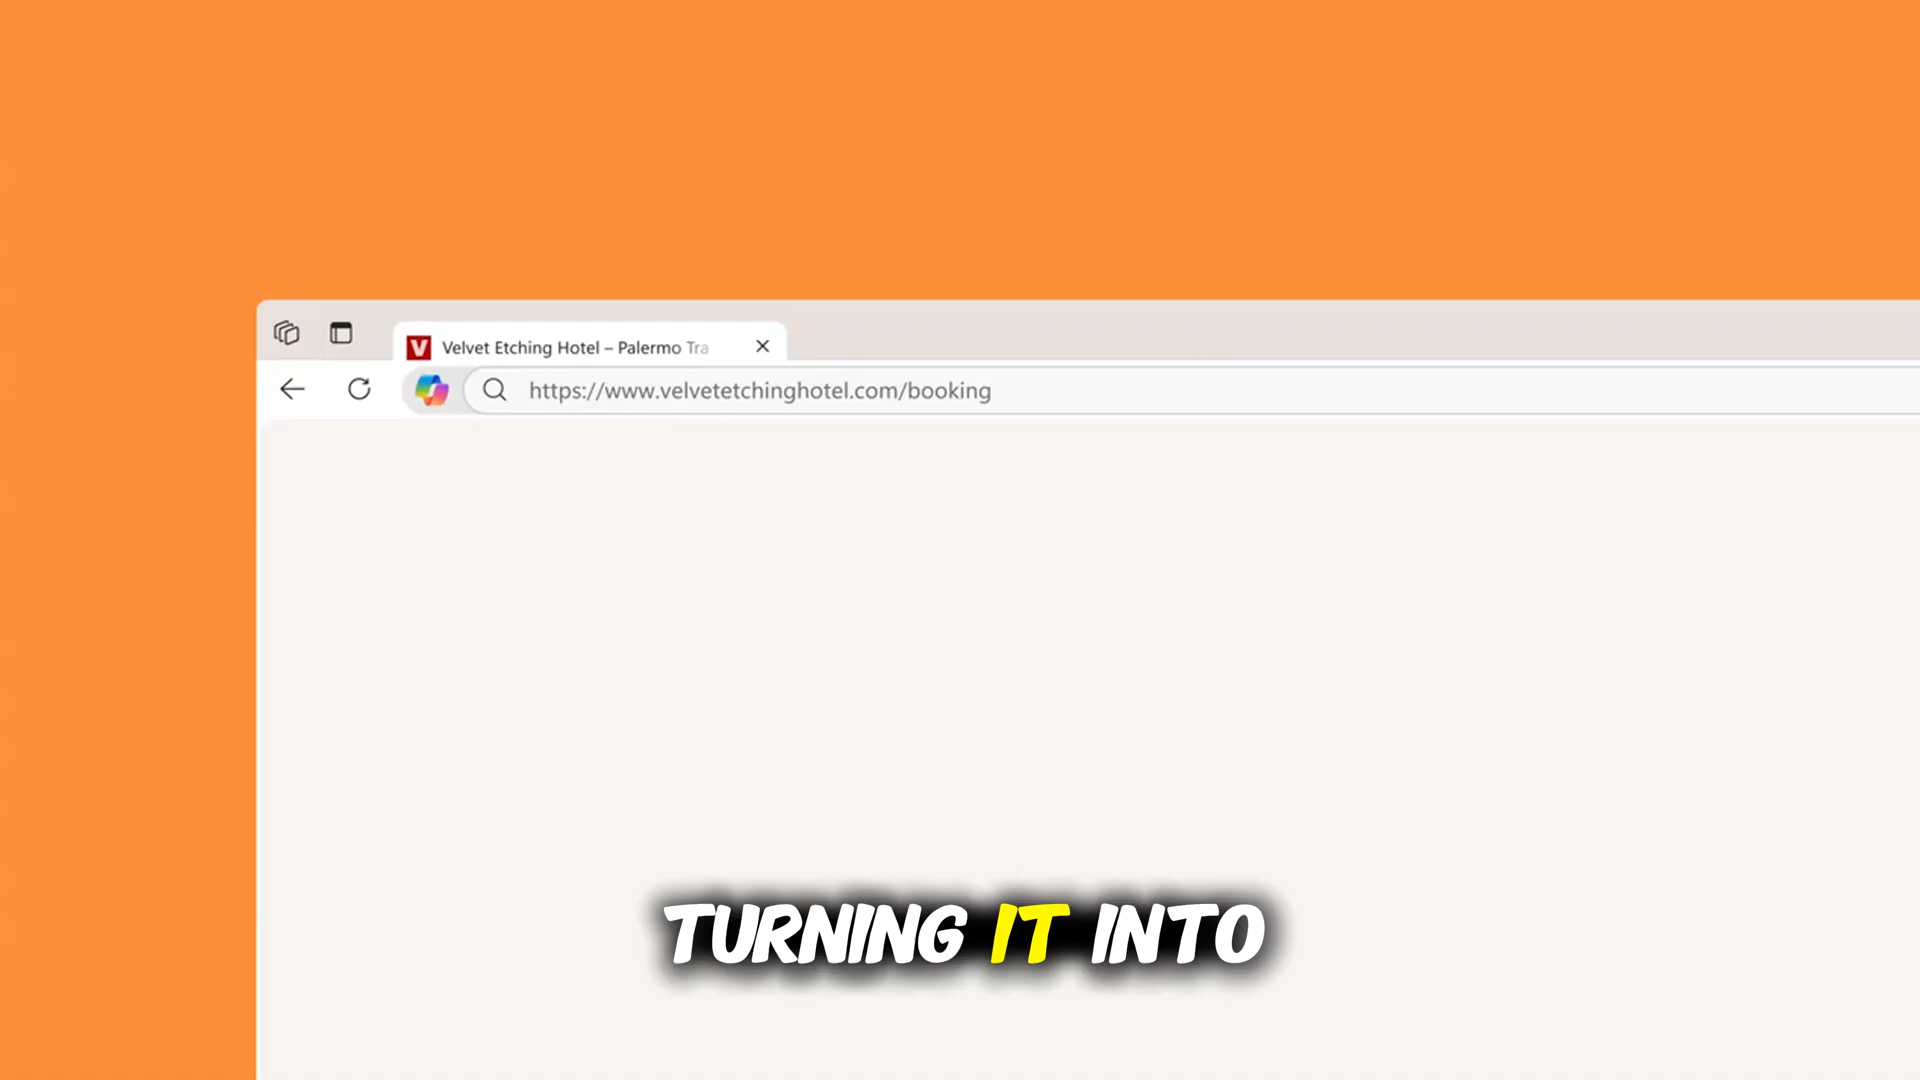 V Velvet Etching Hotel – Palermo Tra
https://www.velvetetchinghotel.com/booking
TURNING IT INTO